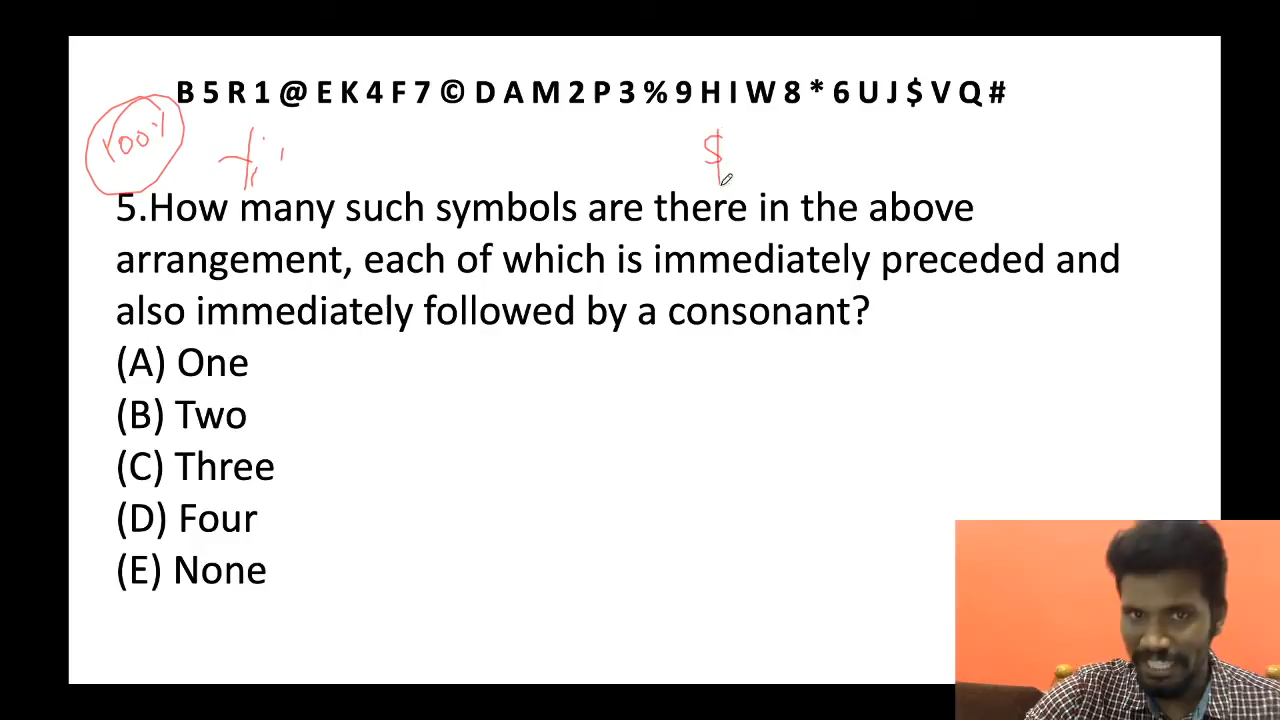 B 5 R 1 @ E K 4 F 7 © D A M 2 P 3 % 9 H I W 8 * 6 U J $ V Q #
100%
$
5.How many such symbols are there in the above
arrangement, each of which is immediately preceded and
also immediately followed by a consonant?
(A) One
(B) Two
(C) Three
(D) Four
(E) None